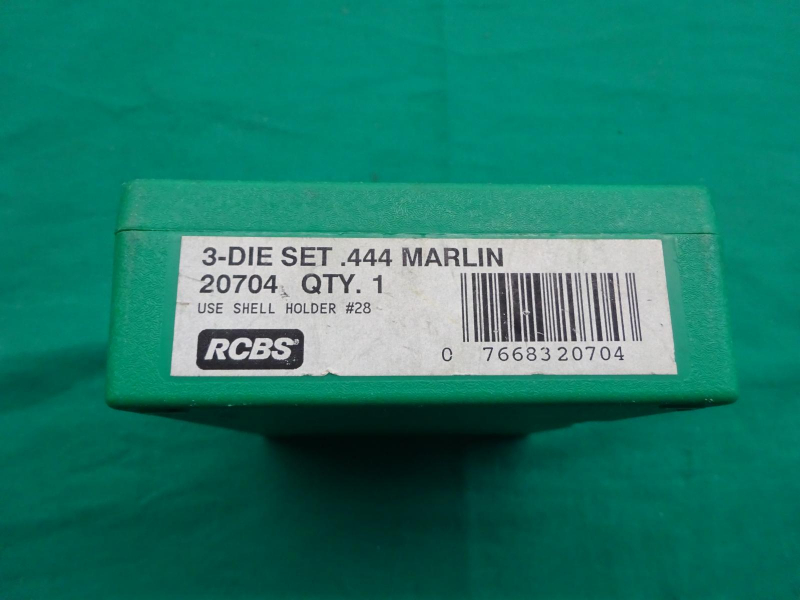 3-DIE SET .444 MARLIN
20704 QTY. 1
USE SHELL HOLDER #28
RCBS®
0 7668320704